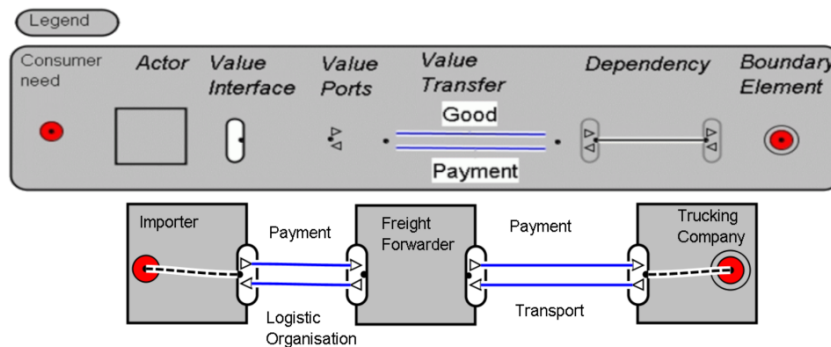 Legend
Consumer need
Actor
Value Interface
Value Ports
Value Transfer
Good
Payment
Dependency
Boundary Element
Importer
Payment
Logistic Organisation
Freight Forwarder
Payment
Transport
Trucking Company